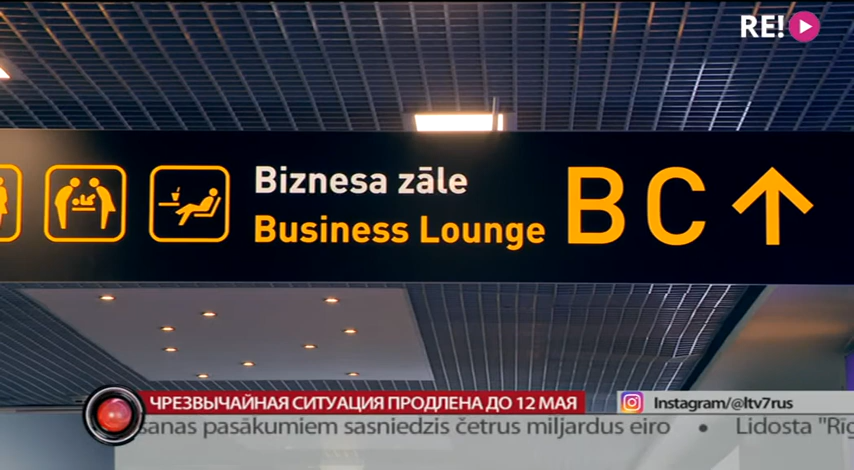 RE!
Biznesa zāle
Business Lounge
BC
ЧРЕЗВЫЧАЙНАЯ СИТУАЦИЯ ПРОДЛЕНА ДО 12 МАЯ
Instagram/@ltv7rus
pasākumiem sasniedzis četrus miljardus eiro • Lidosta